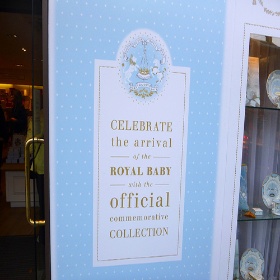 CELEBRATE
the arrival
of the
ROYAL BABY
with the
official
commemorative
COLLECTION